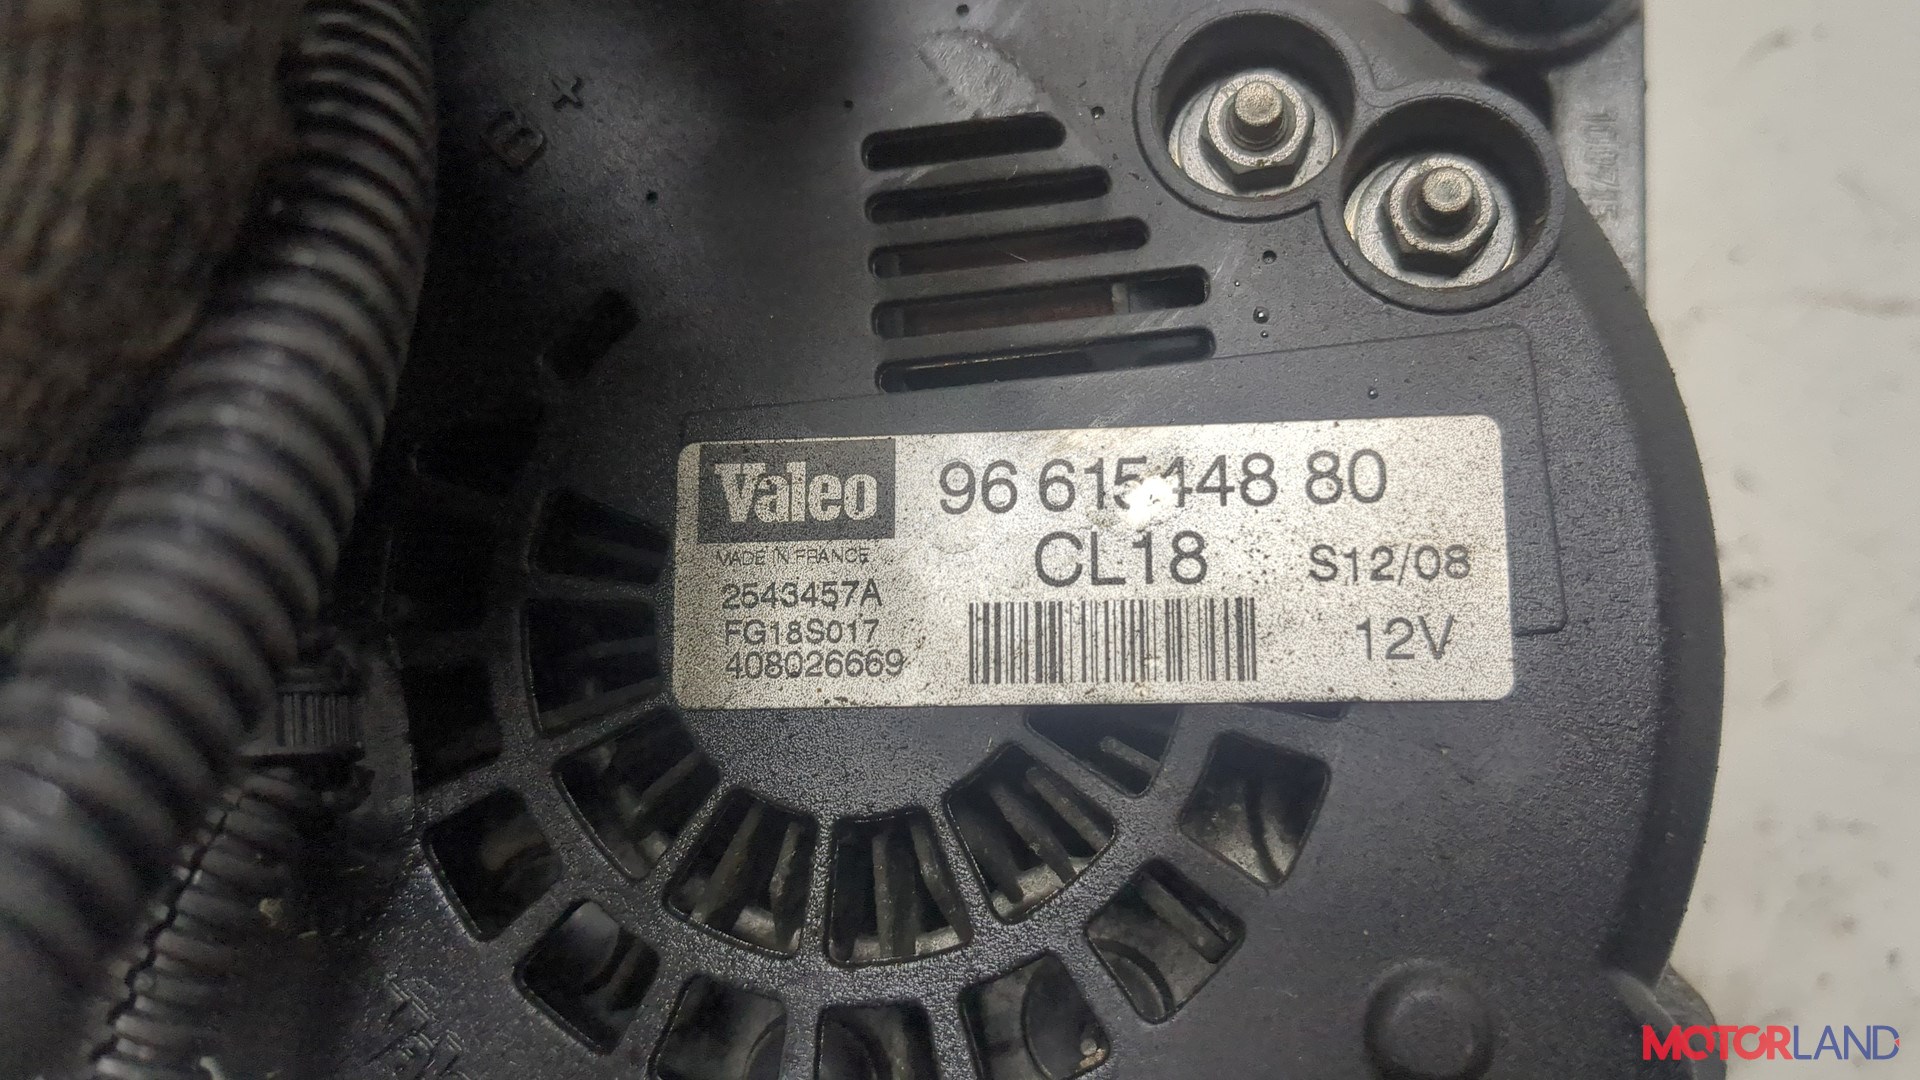 B+
Valeo
96 615448 80
MADE IN FRANCE
CL18
S12/08
2543457A
FG18S017
408026669
12V
MOTORLAND